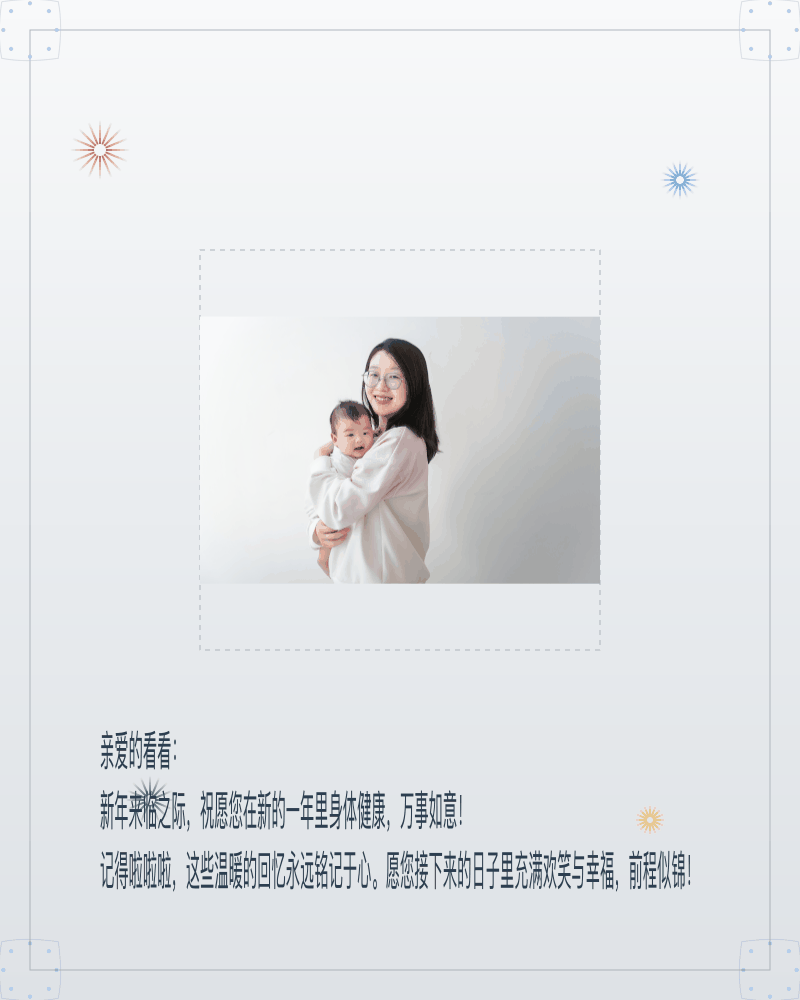 亲爱的看看：
新年来临之际，祝愿您在新的一年里身体健康，万事如意！
记得啦啦啦，这些温暖的回忆永远铭记于心。愿您接下来的日子里充满欢笑与幸福，前程似锦！